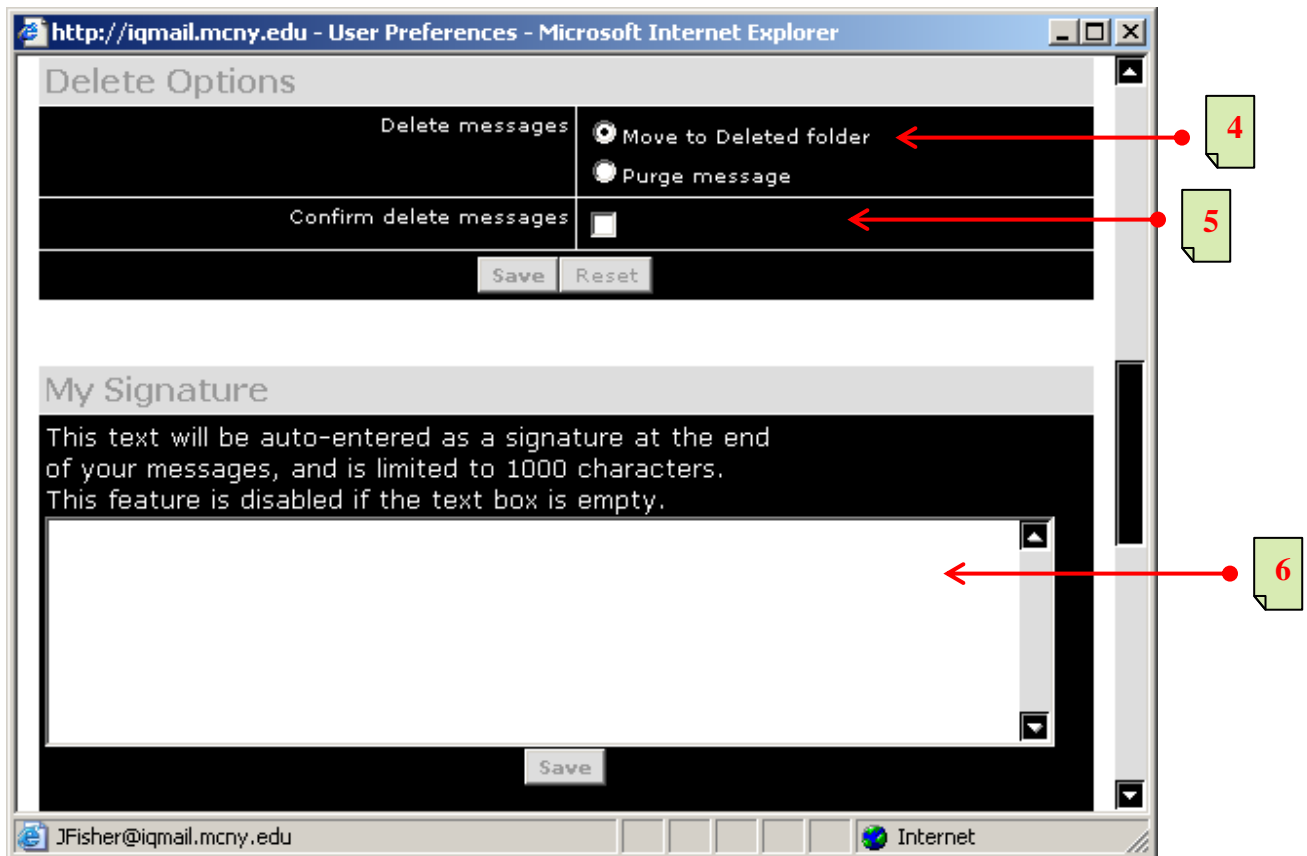 http://iqmail.mcny.edu - User Preferences - Microsoft Internet Explorer
Delete Options
Delete messages
Move to Deleted folder
4
Purge message
Confirm delete messages
5
Save Reset
My Signature
This text will be auto-entered as a signature at the end
of your messages, and is limited to 1000 characters.
This feature is disabled if the text box is empty.
6
Save
JFisher@iqmail.mcny.edu
Internet